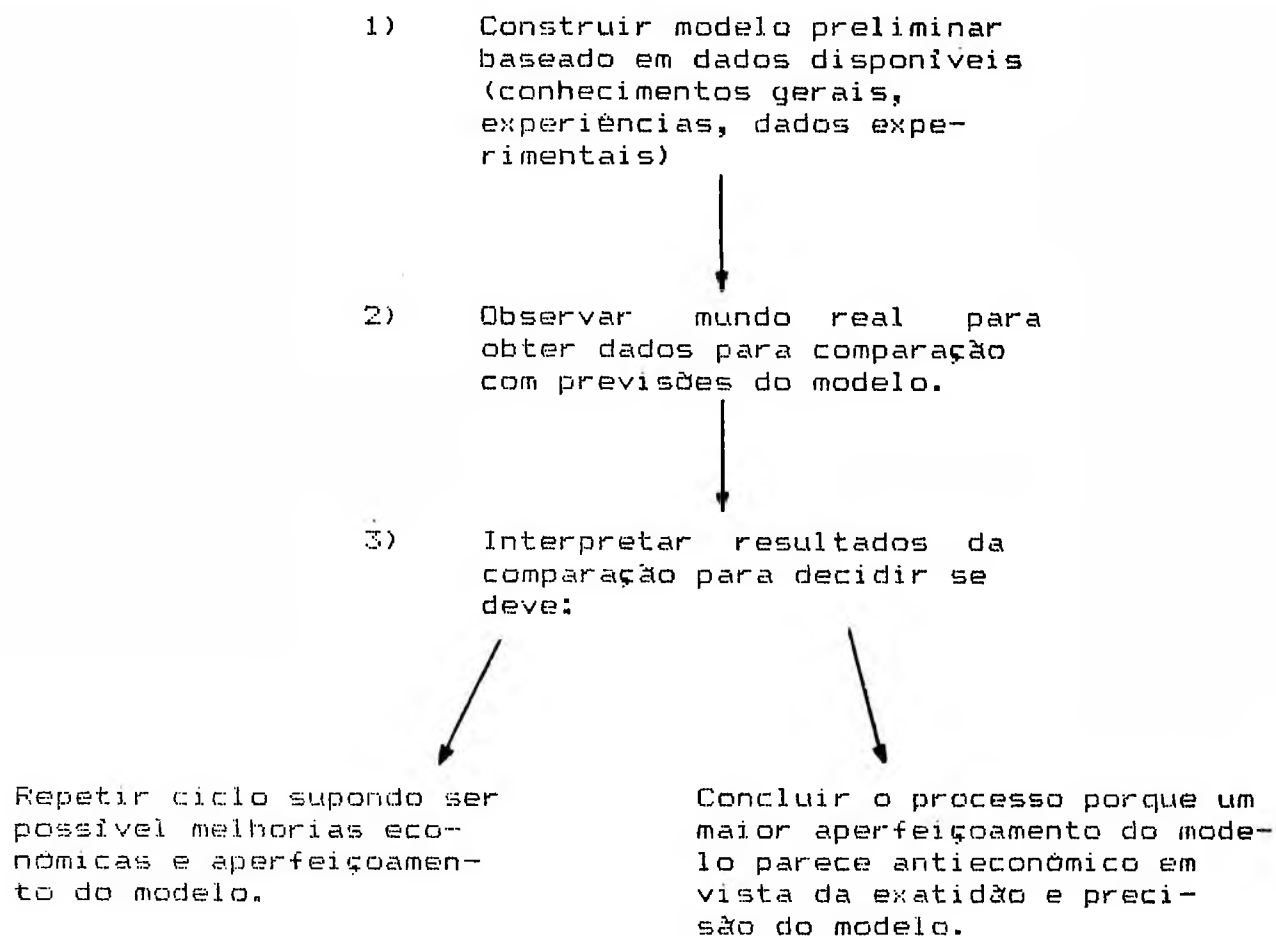 1) Construir modelo preliminar
baseado em dados disponíveis
(conhecimentos gerais,
experiências, dados expe-
rimentais)
2) Observar mundo real para
obter dados para comparação
com previsões do modelo.
3) Interpretar resultados da
comparação para decidir se
deve:
Repetir ciclo supondo ser
possível melhorias eco-
nômicas e aperfeiçoamen-
to do modelo.
Concluir o processo porque um
maior aperfeiçoamento do mode-
lo parece antieconômico em
vista da exatidão e preci-
são do modelo.